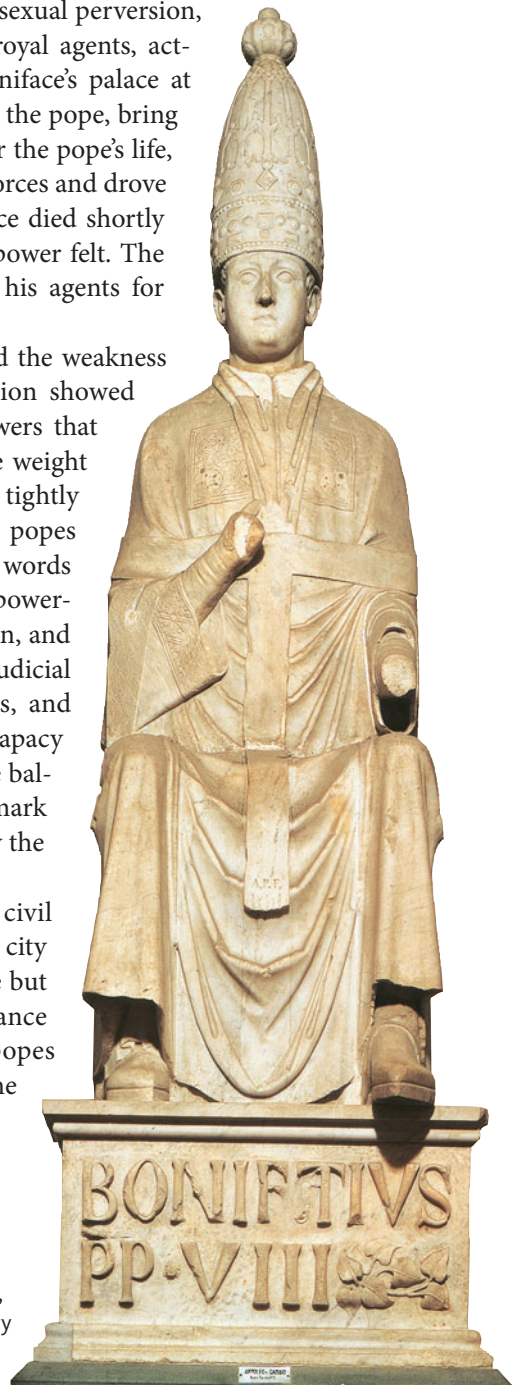 sexual perversion,
royal agents, act-
niface's palace at
the pope, bring
r the pope's life,
orces and drove
ce died shortly
power felt. The
his agents for
d the weakness
ion showed
wers that
e weight
tightly
popes
words
power-
n, and
udicial
s, and
apacy
e bal-
mark
y the
civil
city
e but
ance
popes
ne
,
y
A.P.F.
BONIFATIVS
PP·VIII